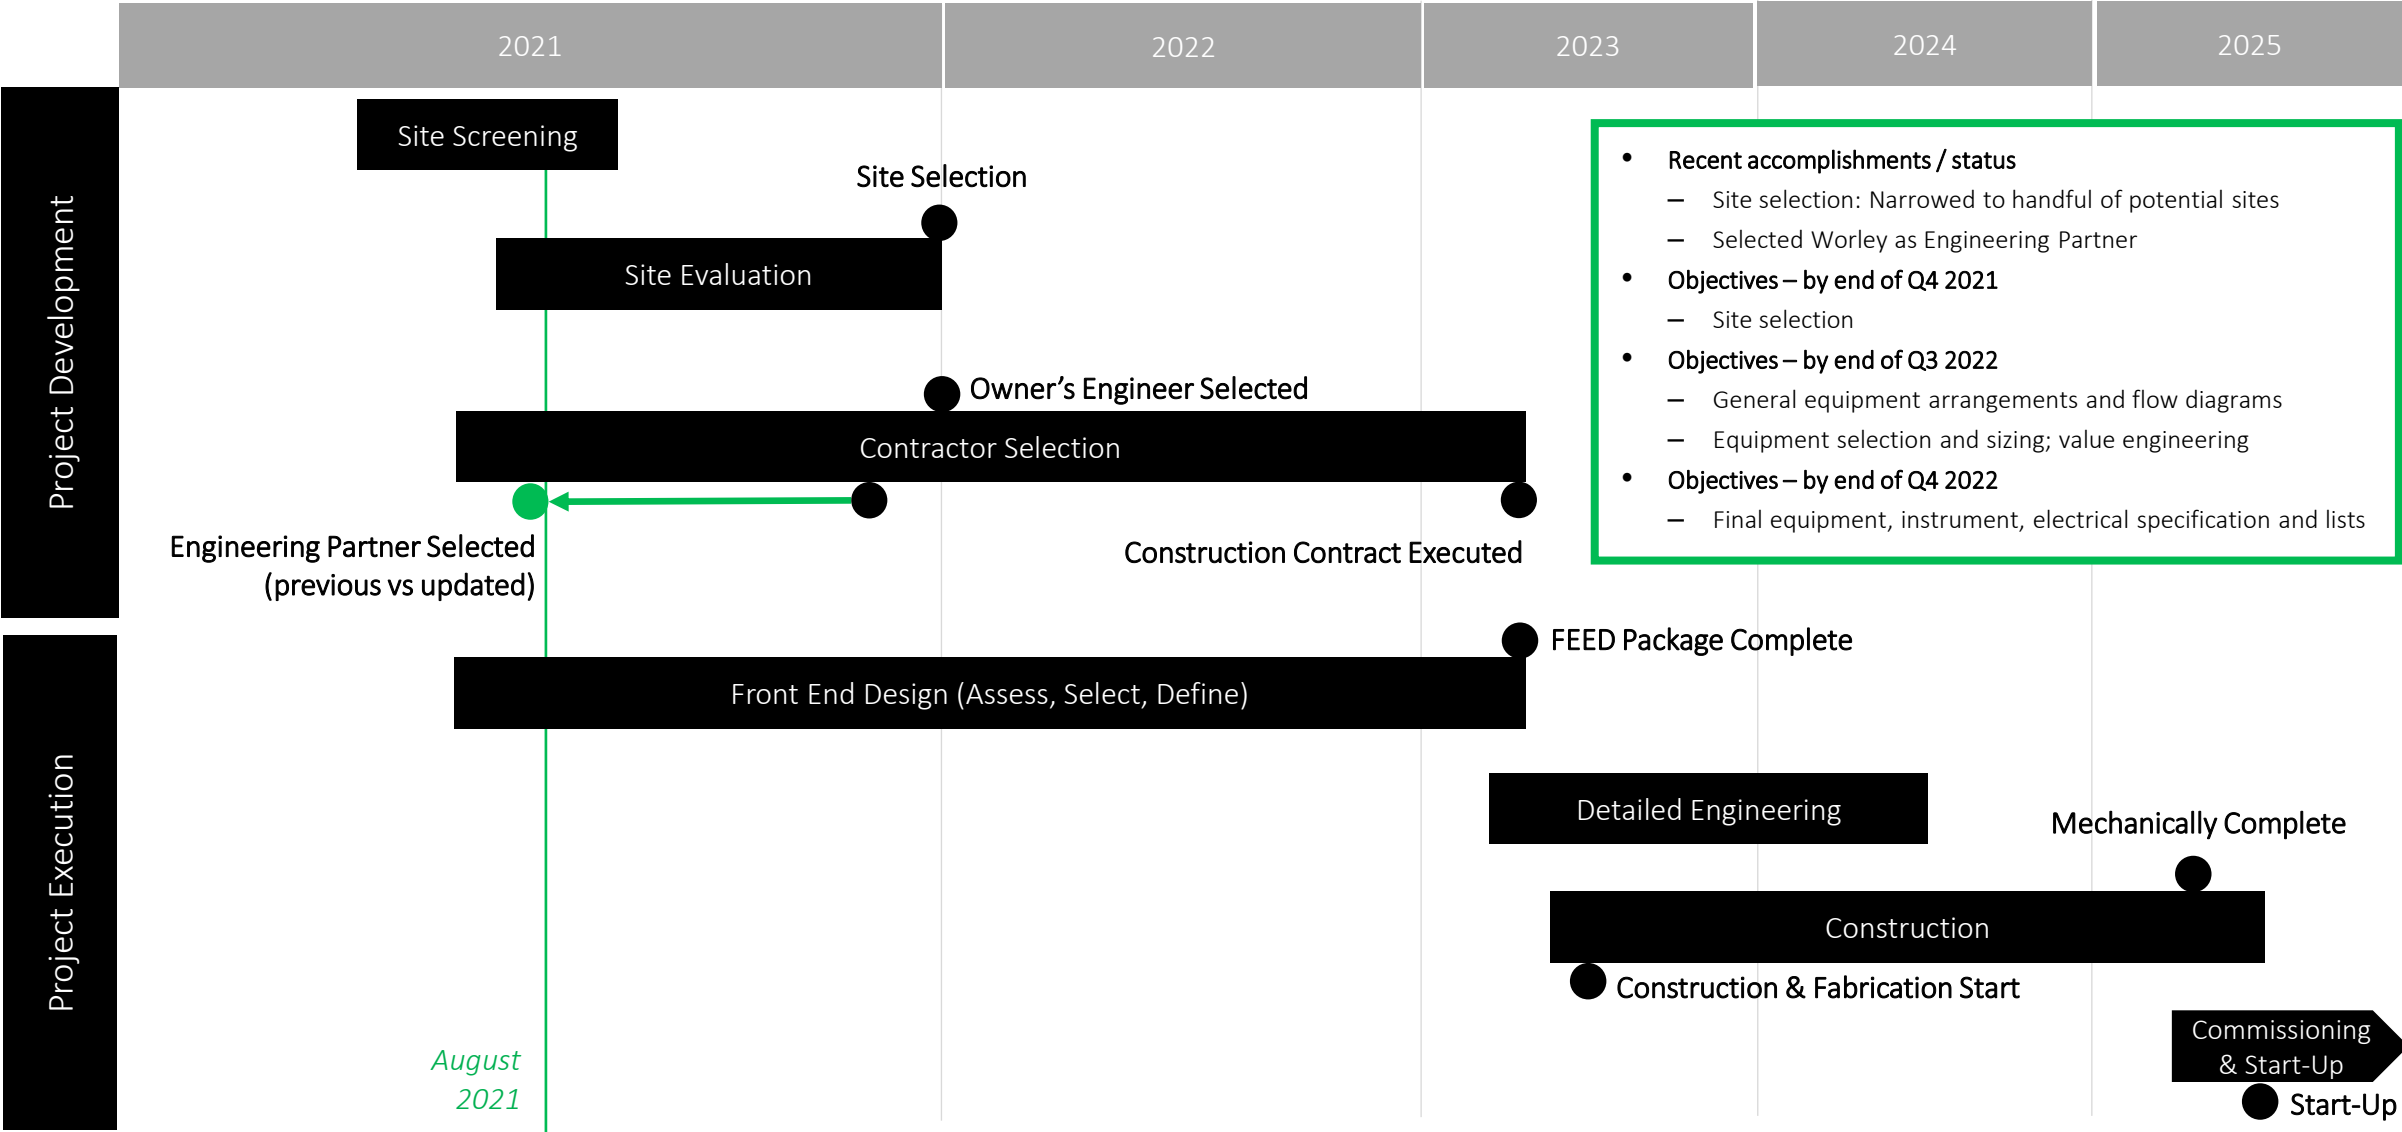 2021
2022
2023
2024
2025
Project Development
Site Screening
Site Selection
Site Evaluation
Owner’s Engineer Selected
Contractor Selection
Engineering Partner Selected
(previous vs updated)
Construction Contract Executed
• Recent accomplishments / status
– Site selection: Narrowed to handful of potential sites
– Selected Worley as Engineering Partner
• Objectives – by end of Q4 2021
– Site selection
• Objectives – by end of Q3 2022
– General equipment arrangements and flow diagrams
– Equipment selection and sizing; value engineering
• Objectives – by end of Q4 2022
– Final equipment, instrument, electrical specification and lists
Project Execution
FEED Package Complete
Front End Design (Assess, Select, Define)
Detailed Engineering
Mechanically Complete
Construction
Construction & Fabrication Start
Commissioning
& Start-Up
Start-Up
August
2021